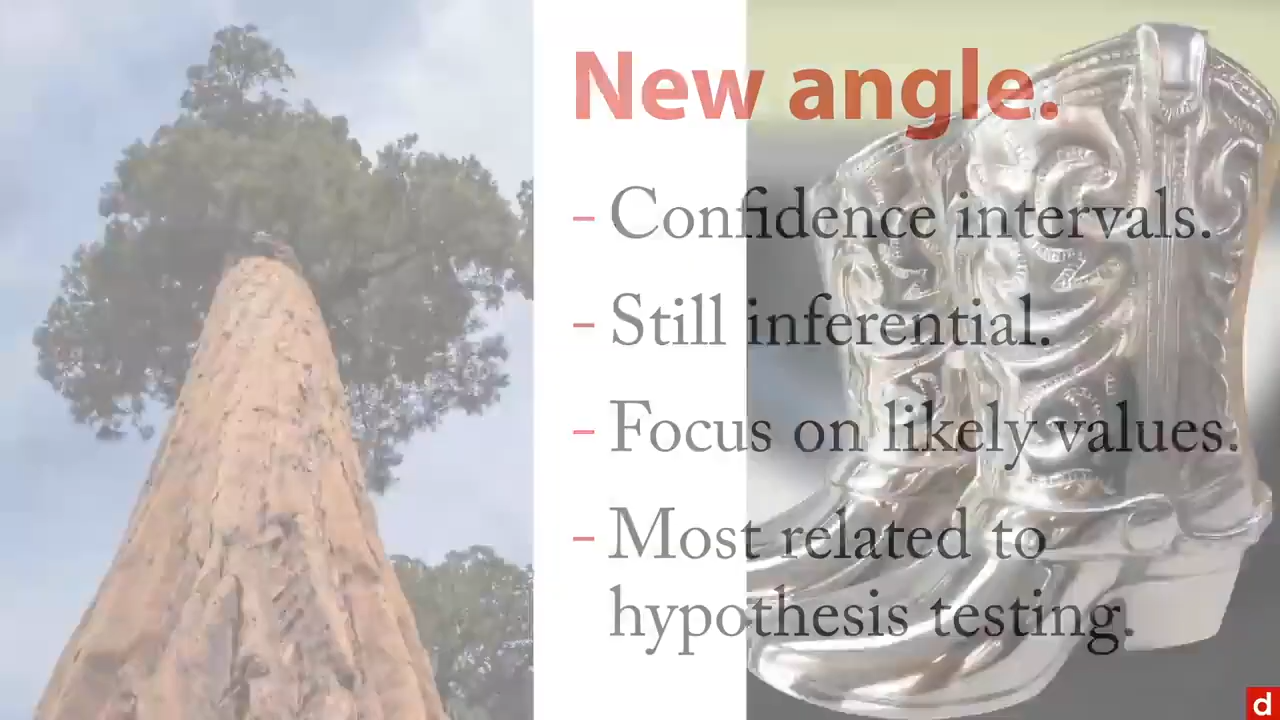 New angle.
– Confidence intervals.
– Still inferential.
– Focus on likely values.
– Most related to
hypothesis testing.
d